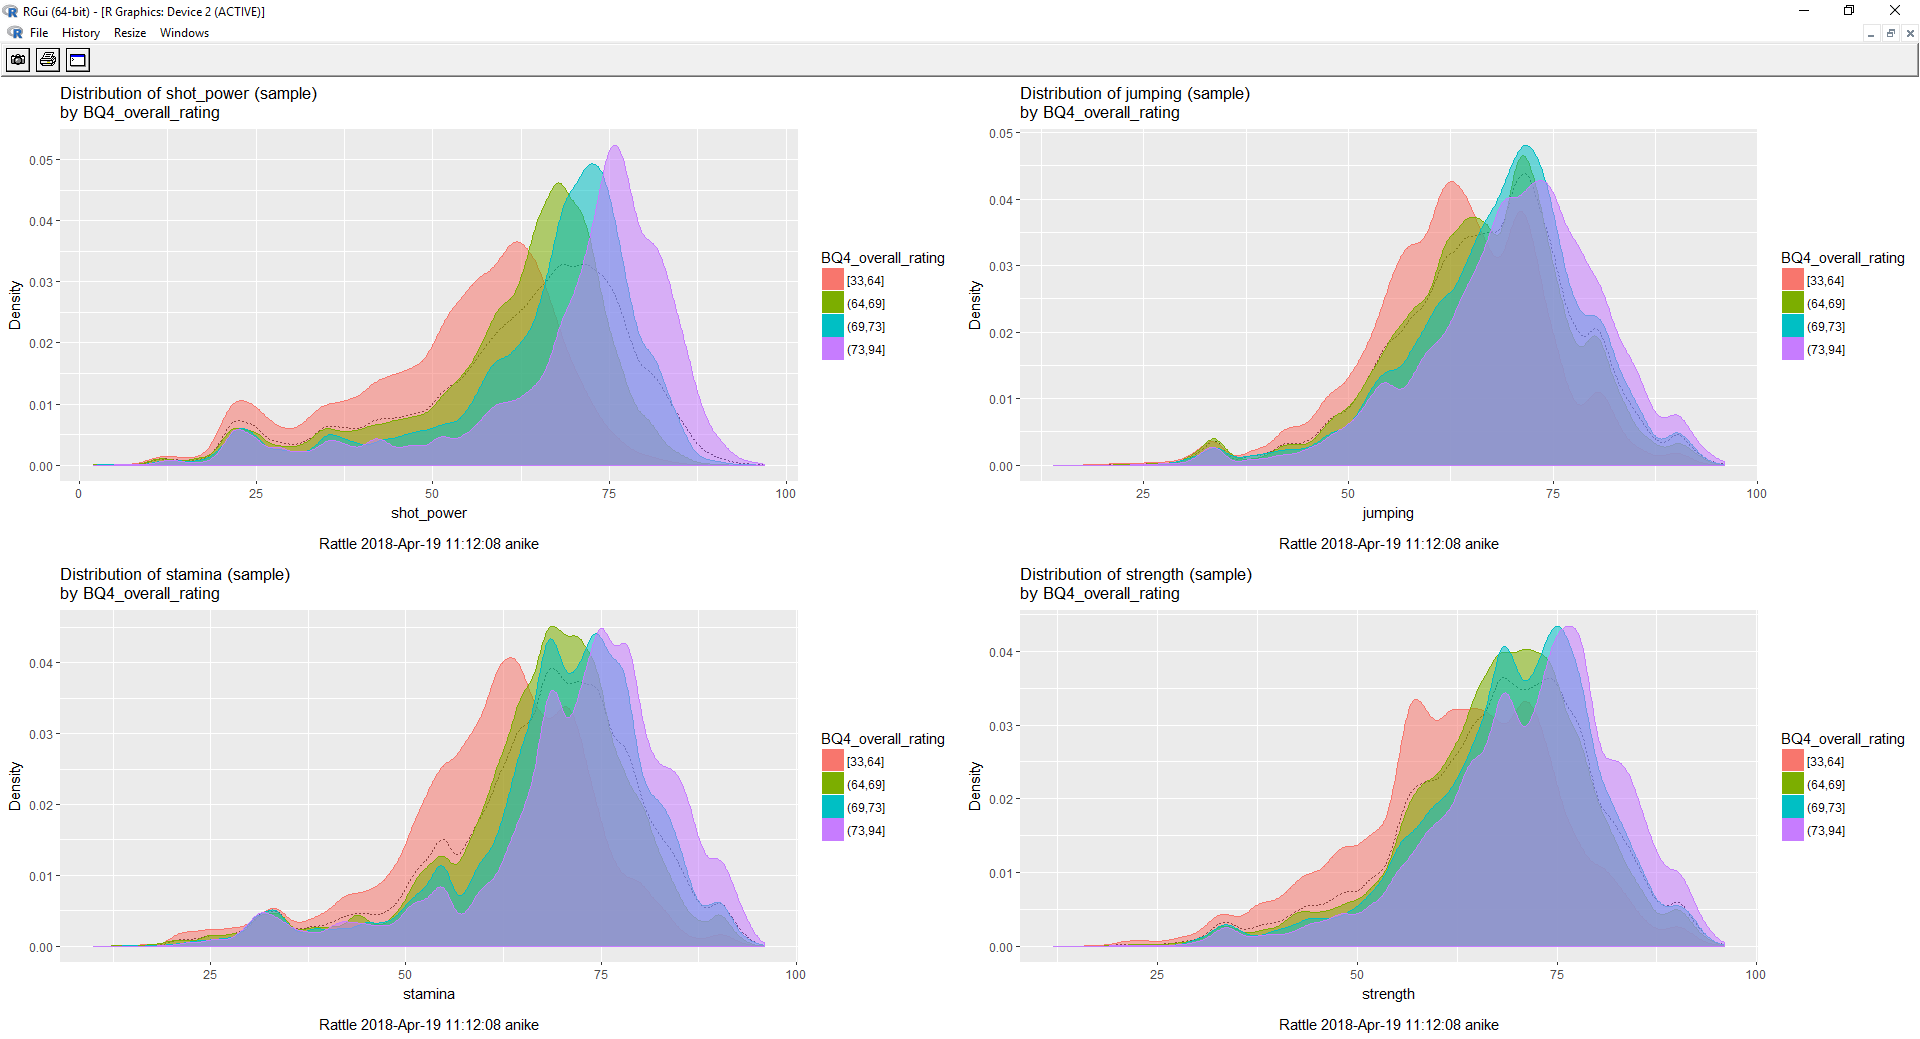 RGui (64-bit) - [R Graphics: Device 2 (ACTIVE)]
File History Resize Windows
Distribution of shot_power (sample)
by BQ4_overall_rating
0.05
0.04
0.03
0.02
0.01
0.00
Density
0 25 50 75 100
shot_power
Rattle 2018-Apr-19 11:12:08 anike
BQ4_overall_rating
[33,64]
(64,69]
(69,73]
(73,94]
Distribution of jumping (sample)
by BQ4_overall_rating
0.05
0.04
0.03
0.02
0.01
0.00
Density
25 50 75 100
jumping
Rattle 2018-Apr-19 11:12:08 anike
BQ4_overall_rating
[33,64]
(64,69]
(69,73]
(73,94]
Distribution of stamina (sample)
by BQ4_overall_rating
0.04
0.03
0.02
0.01
0.00
Density
25 50 75 100
stamina
Rattle 2018-Apr-19 11:12:08 anike
BQ4_overall_rating
[33,64]
(64,69]
(69,73]
(73,94]
Distribution of strength (sample)
by BQ4_overall_rating
0.04
0.03
0.02
0.01
0.00
Density
25 50 75 100
strength
Rattle 2018-Apr-19 11:12:08 anike
BQ4_overall_rating
[33,64]
(64,69]
(69,73]
(73,94]